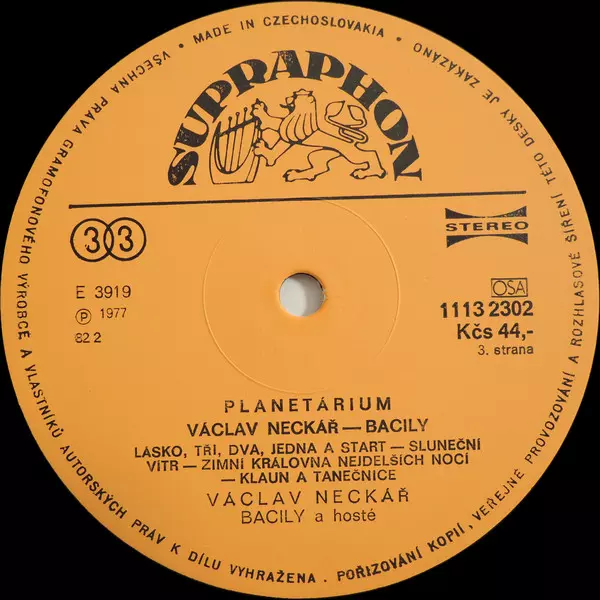 VŠECHNA PRÁVA GRAMOFONOVÉHO VÝROBCE A VLASTNÍKŮ AUTORSKÝCH PRÁV K DÍLU VYHRAŽENA . POŘIZOVÁNÍ KOPIÍ, VEŘEJNÉ PROVOZOVÁNÍ A ROZHLASOVÉ ŠÍŘENÍ TÉTO DESKY JE ZAKÁZÁNO
• MADE IN CZECHOSLOVAKIA •
SUPRAPHON
33
STEREO
E 3919
Ⓟ 1977
82 2
OSA
1113 2302
Kčs 44,-
3. strana
PLANETÁRIUM
VÁCLAV NECKÁŘ — BACILY
LÁSKO, TŘI, DVA, JEDNA A START — SLUNEČNÍ
VÍTR — ZIMNÍ KRÁLOVNA NEJDELŠÍCH NOCÍ
— KLAUN A TANEČNICE
VÁCLAV NECKÁŘ
BACILY a hosté